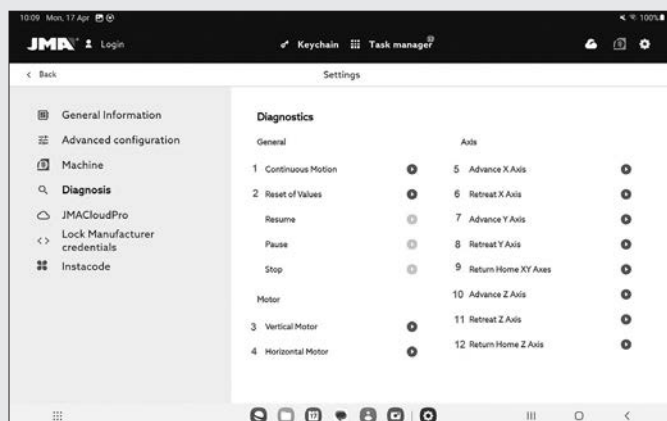 10:09 Mon, 17 Apr 100%
JMA Login Keychain Task manager
Back Settings
General Information
Advanced configuration
Machine
Diagnosis
JMACloudPro
Lock Manufacturer
credentials
Instacode
Diagnostics
General
1 Continuous Motion
2 Reset of Values
Resume
Pause
Stop
Motor
3 Vertical Motor
4 Horizontal Motor
Axis
5 Advance X Axis
6 Retreat X Axis
7 Advance Y Axis
8 Retreat Y Axis
9 Return Home XY Axes
10 Advance Z Axis
11 Retreat Z Axis
12 Return Home Z Axis
17